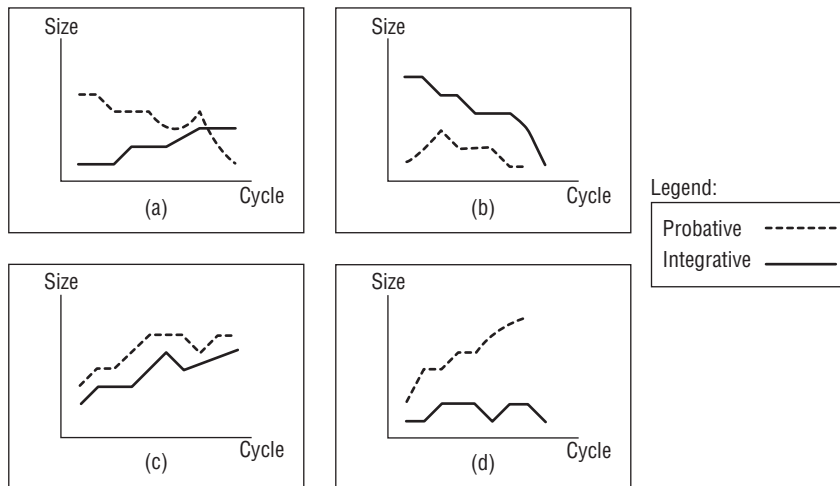 Size
Cycle
(a)
Size
Cycle
(b)
Legend:
Probative
Integrative
Size
Cycle
(c)
Size
Cycle
(d)